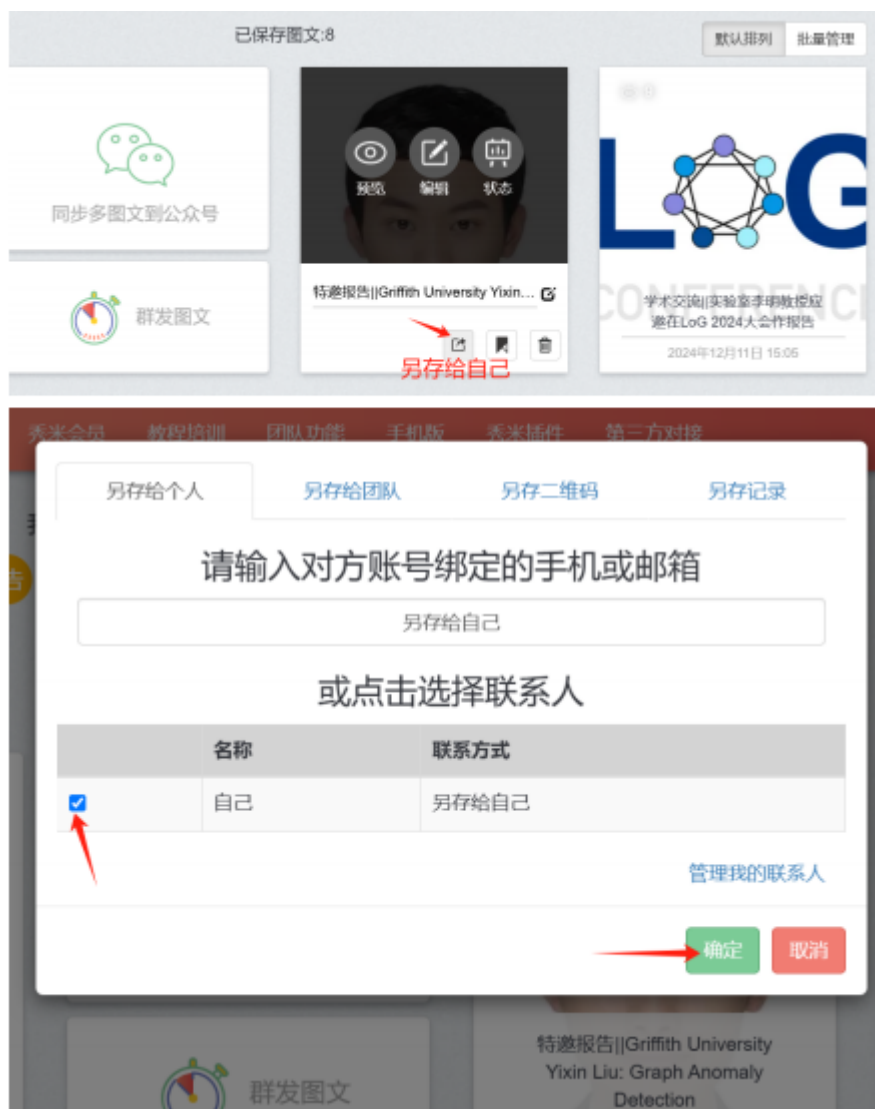 已保存图文:8
默认排列
批量管理
同步多图文到公众号
群发图文
预览
编辑
状态
特邀报告||Griffith University Yixin...
另存给自己
LOG
CONFERENCE
学术交流||实验室李明教授应
邀在LoG 2024大会作报告
2024年12月11日 15:05
秀米会员 教程培训 团队功能 手机版 秀米插件 第三方对接
另存给个人 另存给团队 另存二维码 另存记录
请输入对方账号绑定的手机或邮箱
另存给自己
或点击选择联系人
名称 联系方式
自己 另存给自己
管理我的联系人
确定 取消
告
群发图文
特邀报告||Griffith University
Yixin Liu: Graph Anomaly
Detection